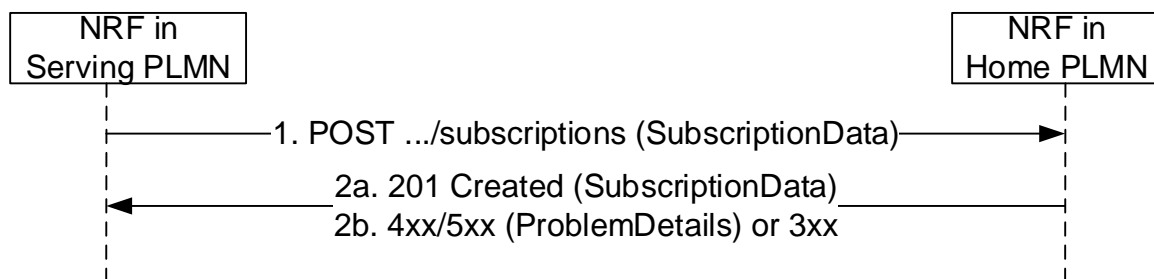 NRF in
Serving PLMN
NRF in
Home PLMN
1. POST .../subscriptions (SubscriptionData)
2a. 201 Created (SubscriptionData)
2b. 4xx/5xx (ProblemDetails) or 3xx